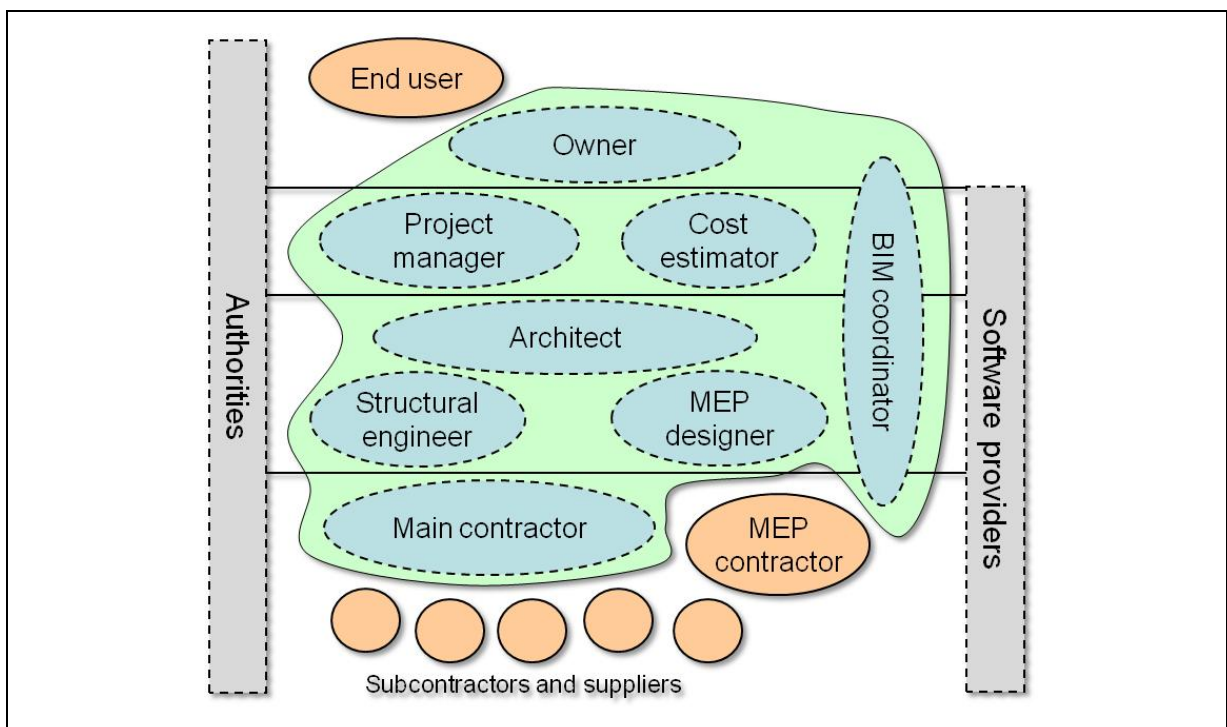 End user
Owner
Project
manager
Cost
estimator
BIM coordinator
Architect
Structural
engineer
MEP
designer
Main contractor
MEP
contractor
Subcontractors and suppliers
Authorities
Software providers